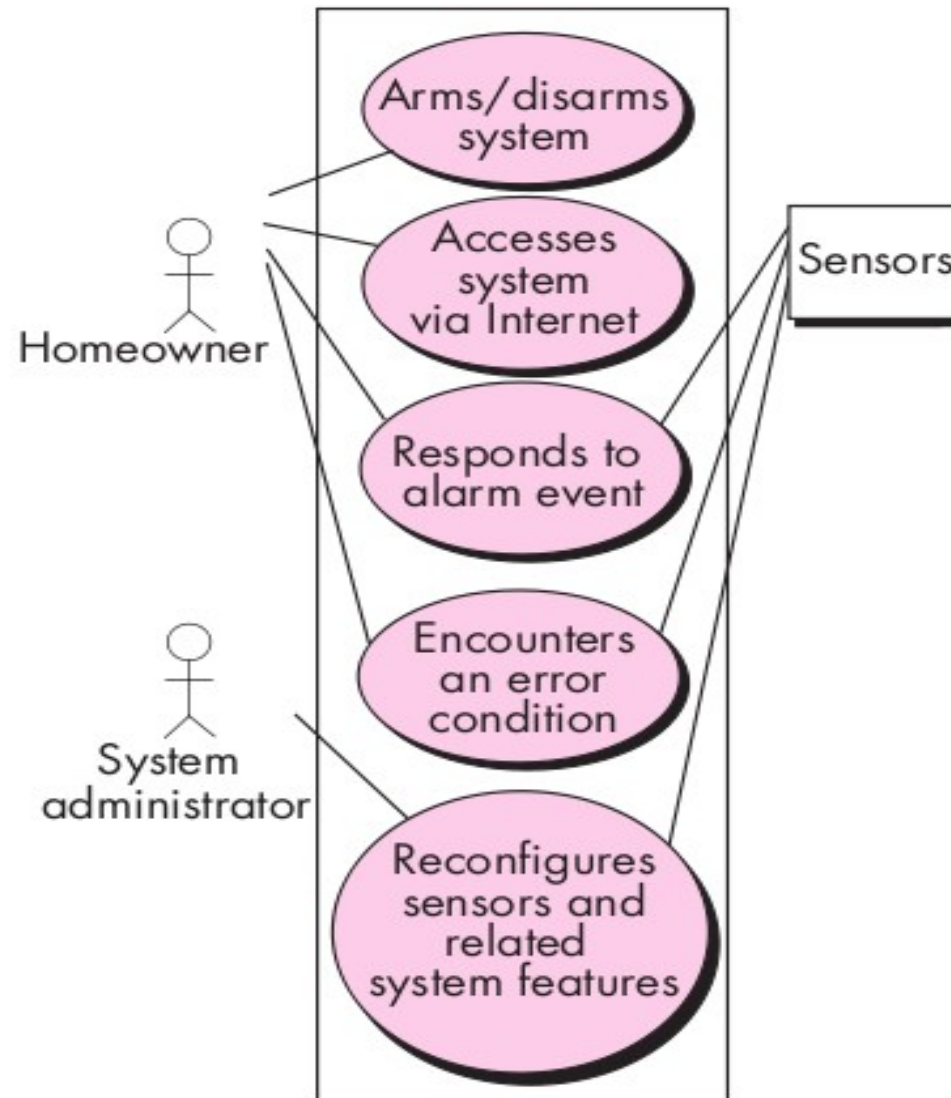 Arms/disarms
system
Accesses
system
via Internet
Sensors
Homeowner
Responds to
alarm event
Encounters
an error
condition
System
administrator
Reconfigures
sensors and
related
system features